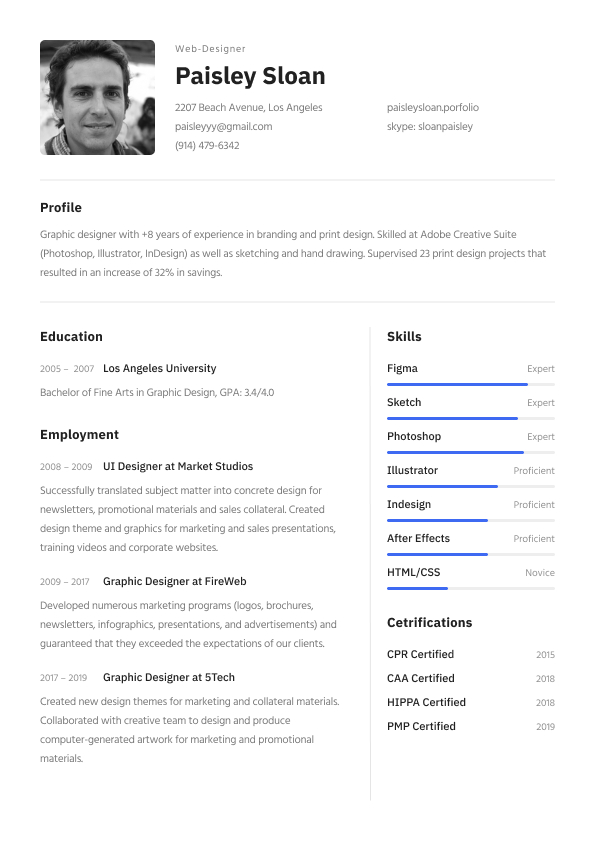 Web-Designer
Paisley Sloan
2207 Beach Avenue, Los Angeles
paisleyyy@gmail.com
(914) 479-6342
paisleysloan.porfolio
skype: sloanpaisley
Profile
Graphic designer with +8 years of experience in branding and print design. Skilled at Adobe Creative Suite
(Photoshop, Illustrator, InDesign) as well as sketching and hand drawing. Supervised 23 print design projects that
resulted in an increase of 32% in savings.
Education
2005 – 2007 Los Angeles University
Bachelor of Fine Arts in Graphic Design, GPA: 3.4/4.0
Employment
2008 – 2009 UI Designer at Market Studios
Successfully translated subject matter into concrete design for
newsletters, promotional materials and sales collateral. Created
design theme and graphics for marketing and sales presentations,
training videos and corporate websites.
2009 – 2017 Graphic Designer at FireWeb
Developed numerous marketing programs (logos, brochures,
newsletters, infographics, presentations, and advertisements) and
guaranteed that they exceeded the expectations of our clients.
2017 – 2019 Graphic Designer at 5Tech
Created new design themes for marketing and collateral materials.
Collaborated with creative team to design and produce
computer-generated artwork for marketing and promotional
materials.
Skills
Figma Expert
Sketch Expert
Photoshop Expert
Illustrator Proficient
Indesign Proficient
After Effects Proficient
HTML/CSS Novice
Cetrifications
CPR Certified 2015
CAA Certified 2018
HIPPA Certified 2018
PMP Certified 2019